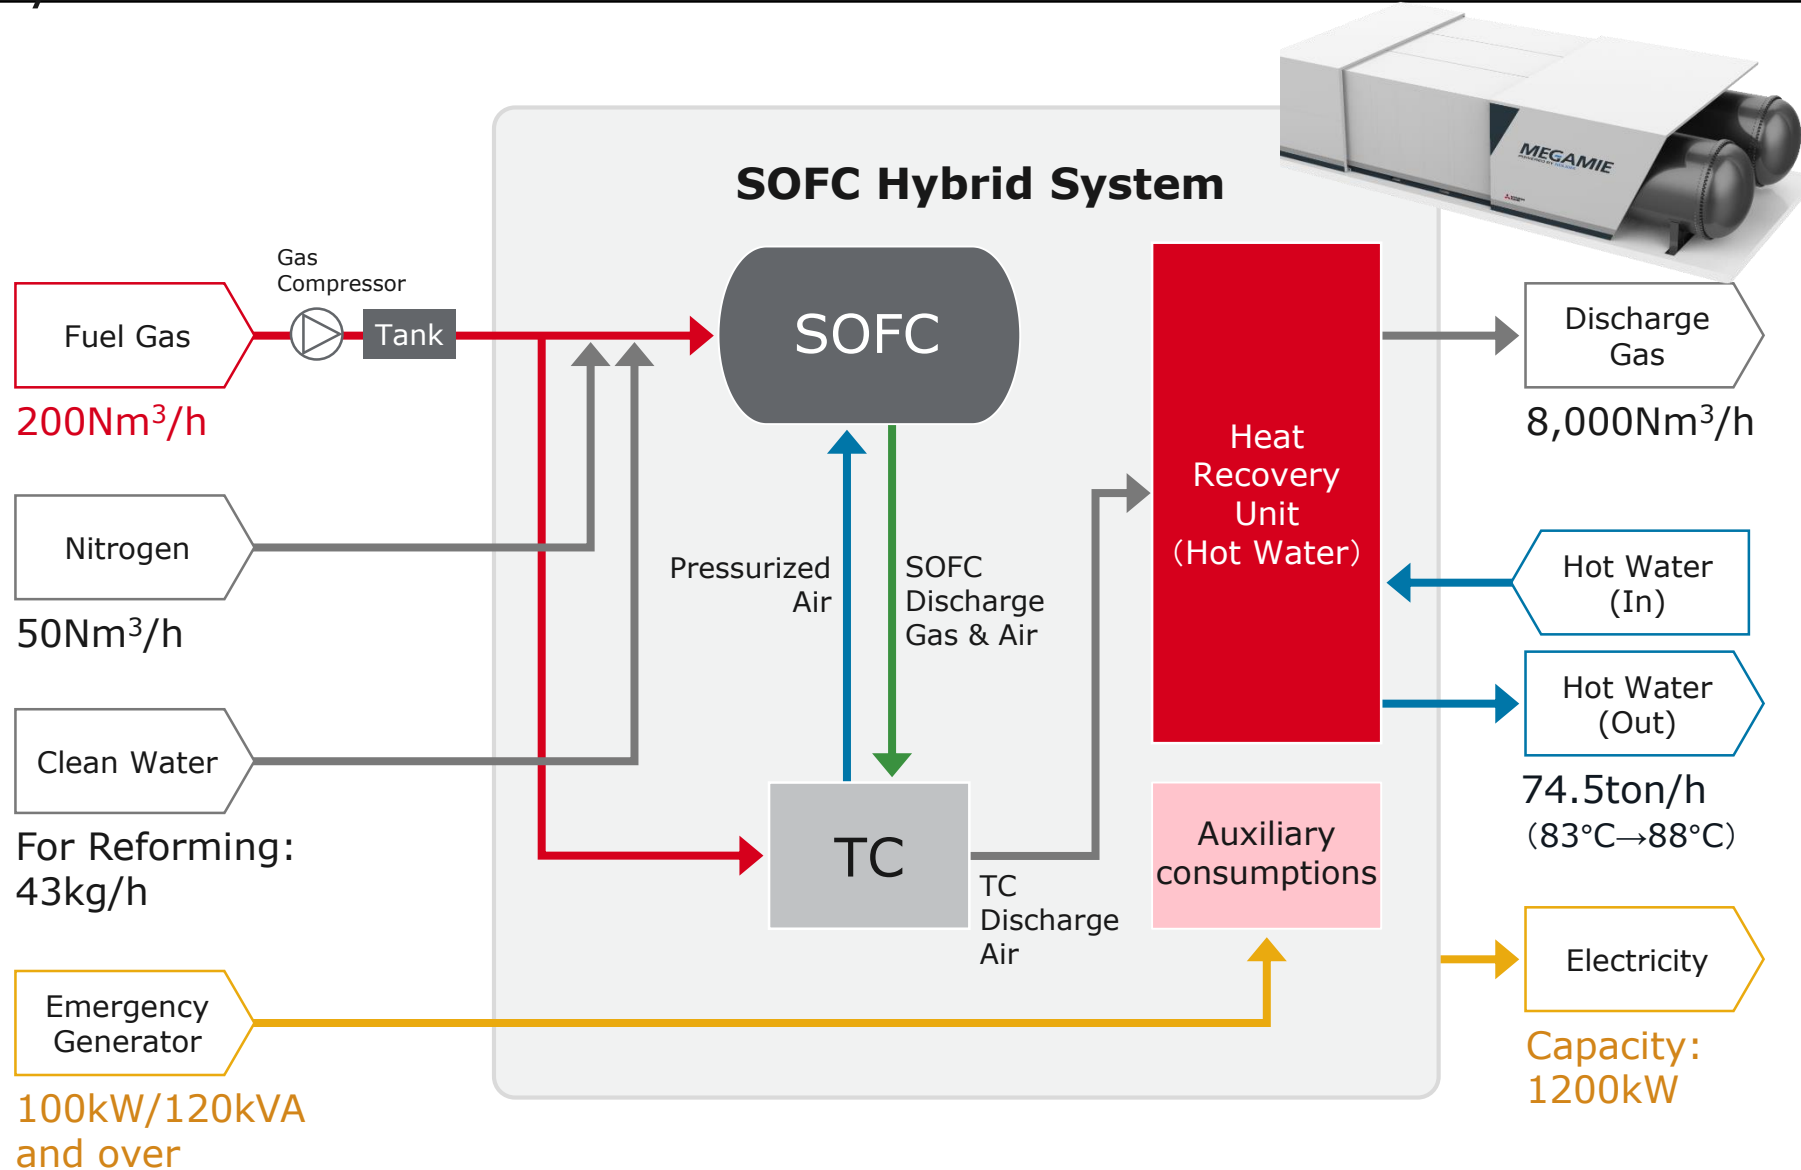 MEGAMIE
SOFC Hybrid System
Gas
Compressor
Fuel Gas
Tank
SOFC
200Nm³/h
Nitrogen
50Nm³/h
Clean Water
For Reforming:
43kg/h
Emergency
Generator
100kW/120kVA
and over
Pressurized
Air
SOFC
Discharge
Gas & Air
TC
TC
Discharge
Air
Heat
Recovery
Unit
（Hot Water）
Auxiliary
consumptions
Discharge
Gas
8,000Nm³/h
Hot Water
(In)
Hot Water
(Out)
74.5ton/h
（83°C→88°C）
Electricity
Capacity:
1200kW